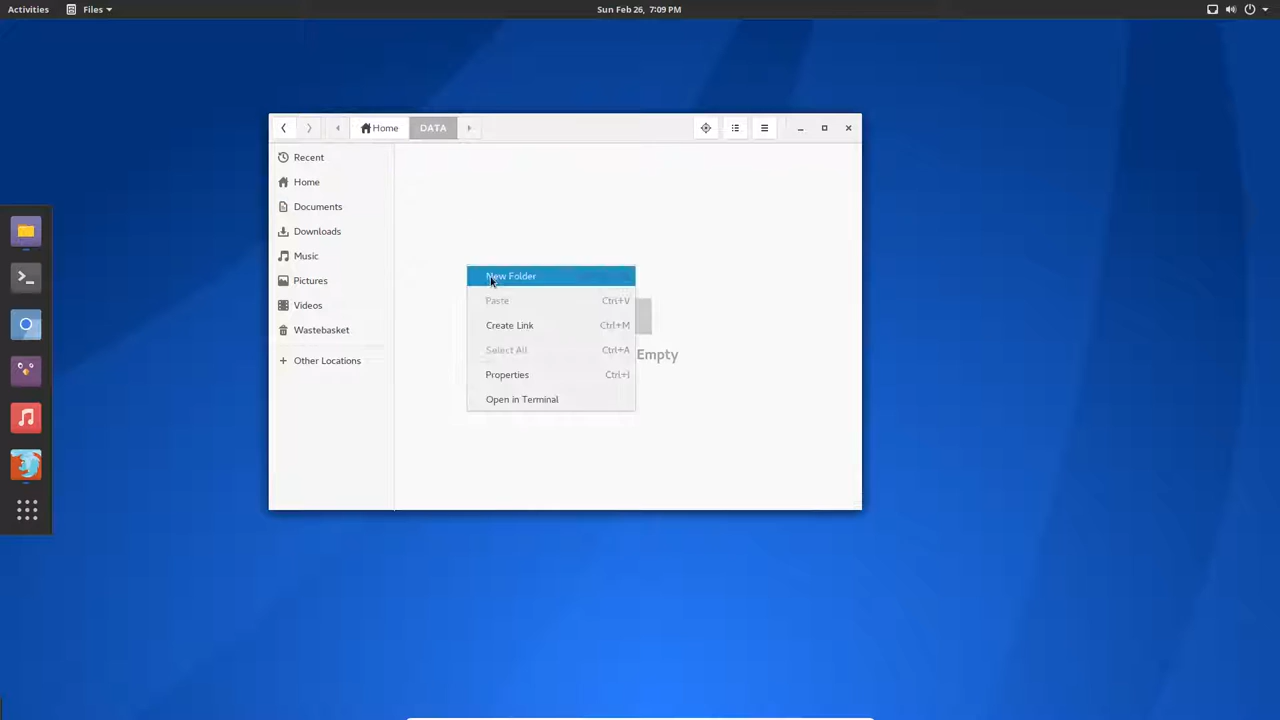 Activities
Files
Sun Feb 26, 7:09 PM
Home
DATA
Recent
Home
Documents
Downloads
Music
Pictures
Videos
Wastebasket
Other Locations
New Folder
Paste Ctrl+V
Create Link Ctrl+M
Select All Ctrl+A
Properties Ctrl+I
Open in Terminal
Empty